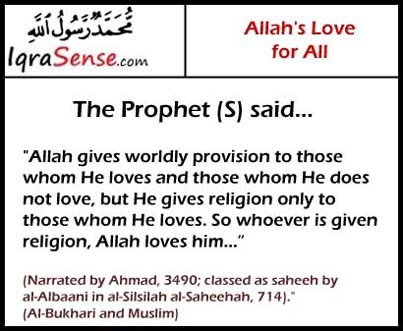 محمد رسول الله
IqraSense.com
Allah's Love
for All
The Prophet (S) said...
"Allah gives worldly provision to those
whom He loves and those whom He does
not love, but He gives religion only to
those whom He loves. So whoever is given
religion, Allah loves him..."
(Narrated by Ahmad, 3490; classed as saheeh by
al-Albaani in al-Silsilah al-Saheehah, 714)."
(Al-Bukhari and Muslim)